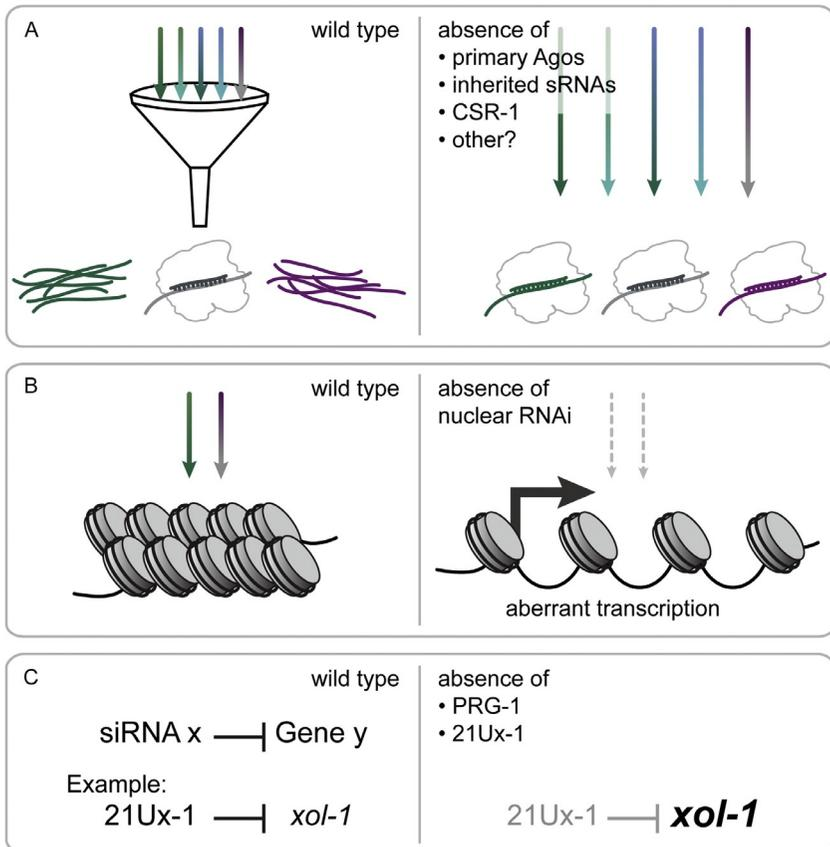 A
wild type
absence of
• primary Agos
• inherited sRNAs
• CSR-1
• other?
B
wild type
absence of
nuclear RNAi
aberrant transcription
C
wild type
siRNA x ⊣ Gene y
Example:
21Ux-1 ⊣ xol-1
absence of
• PRG-1
• 21Ux-1
21Ux-1 ⊣ xol-1